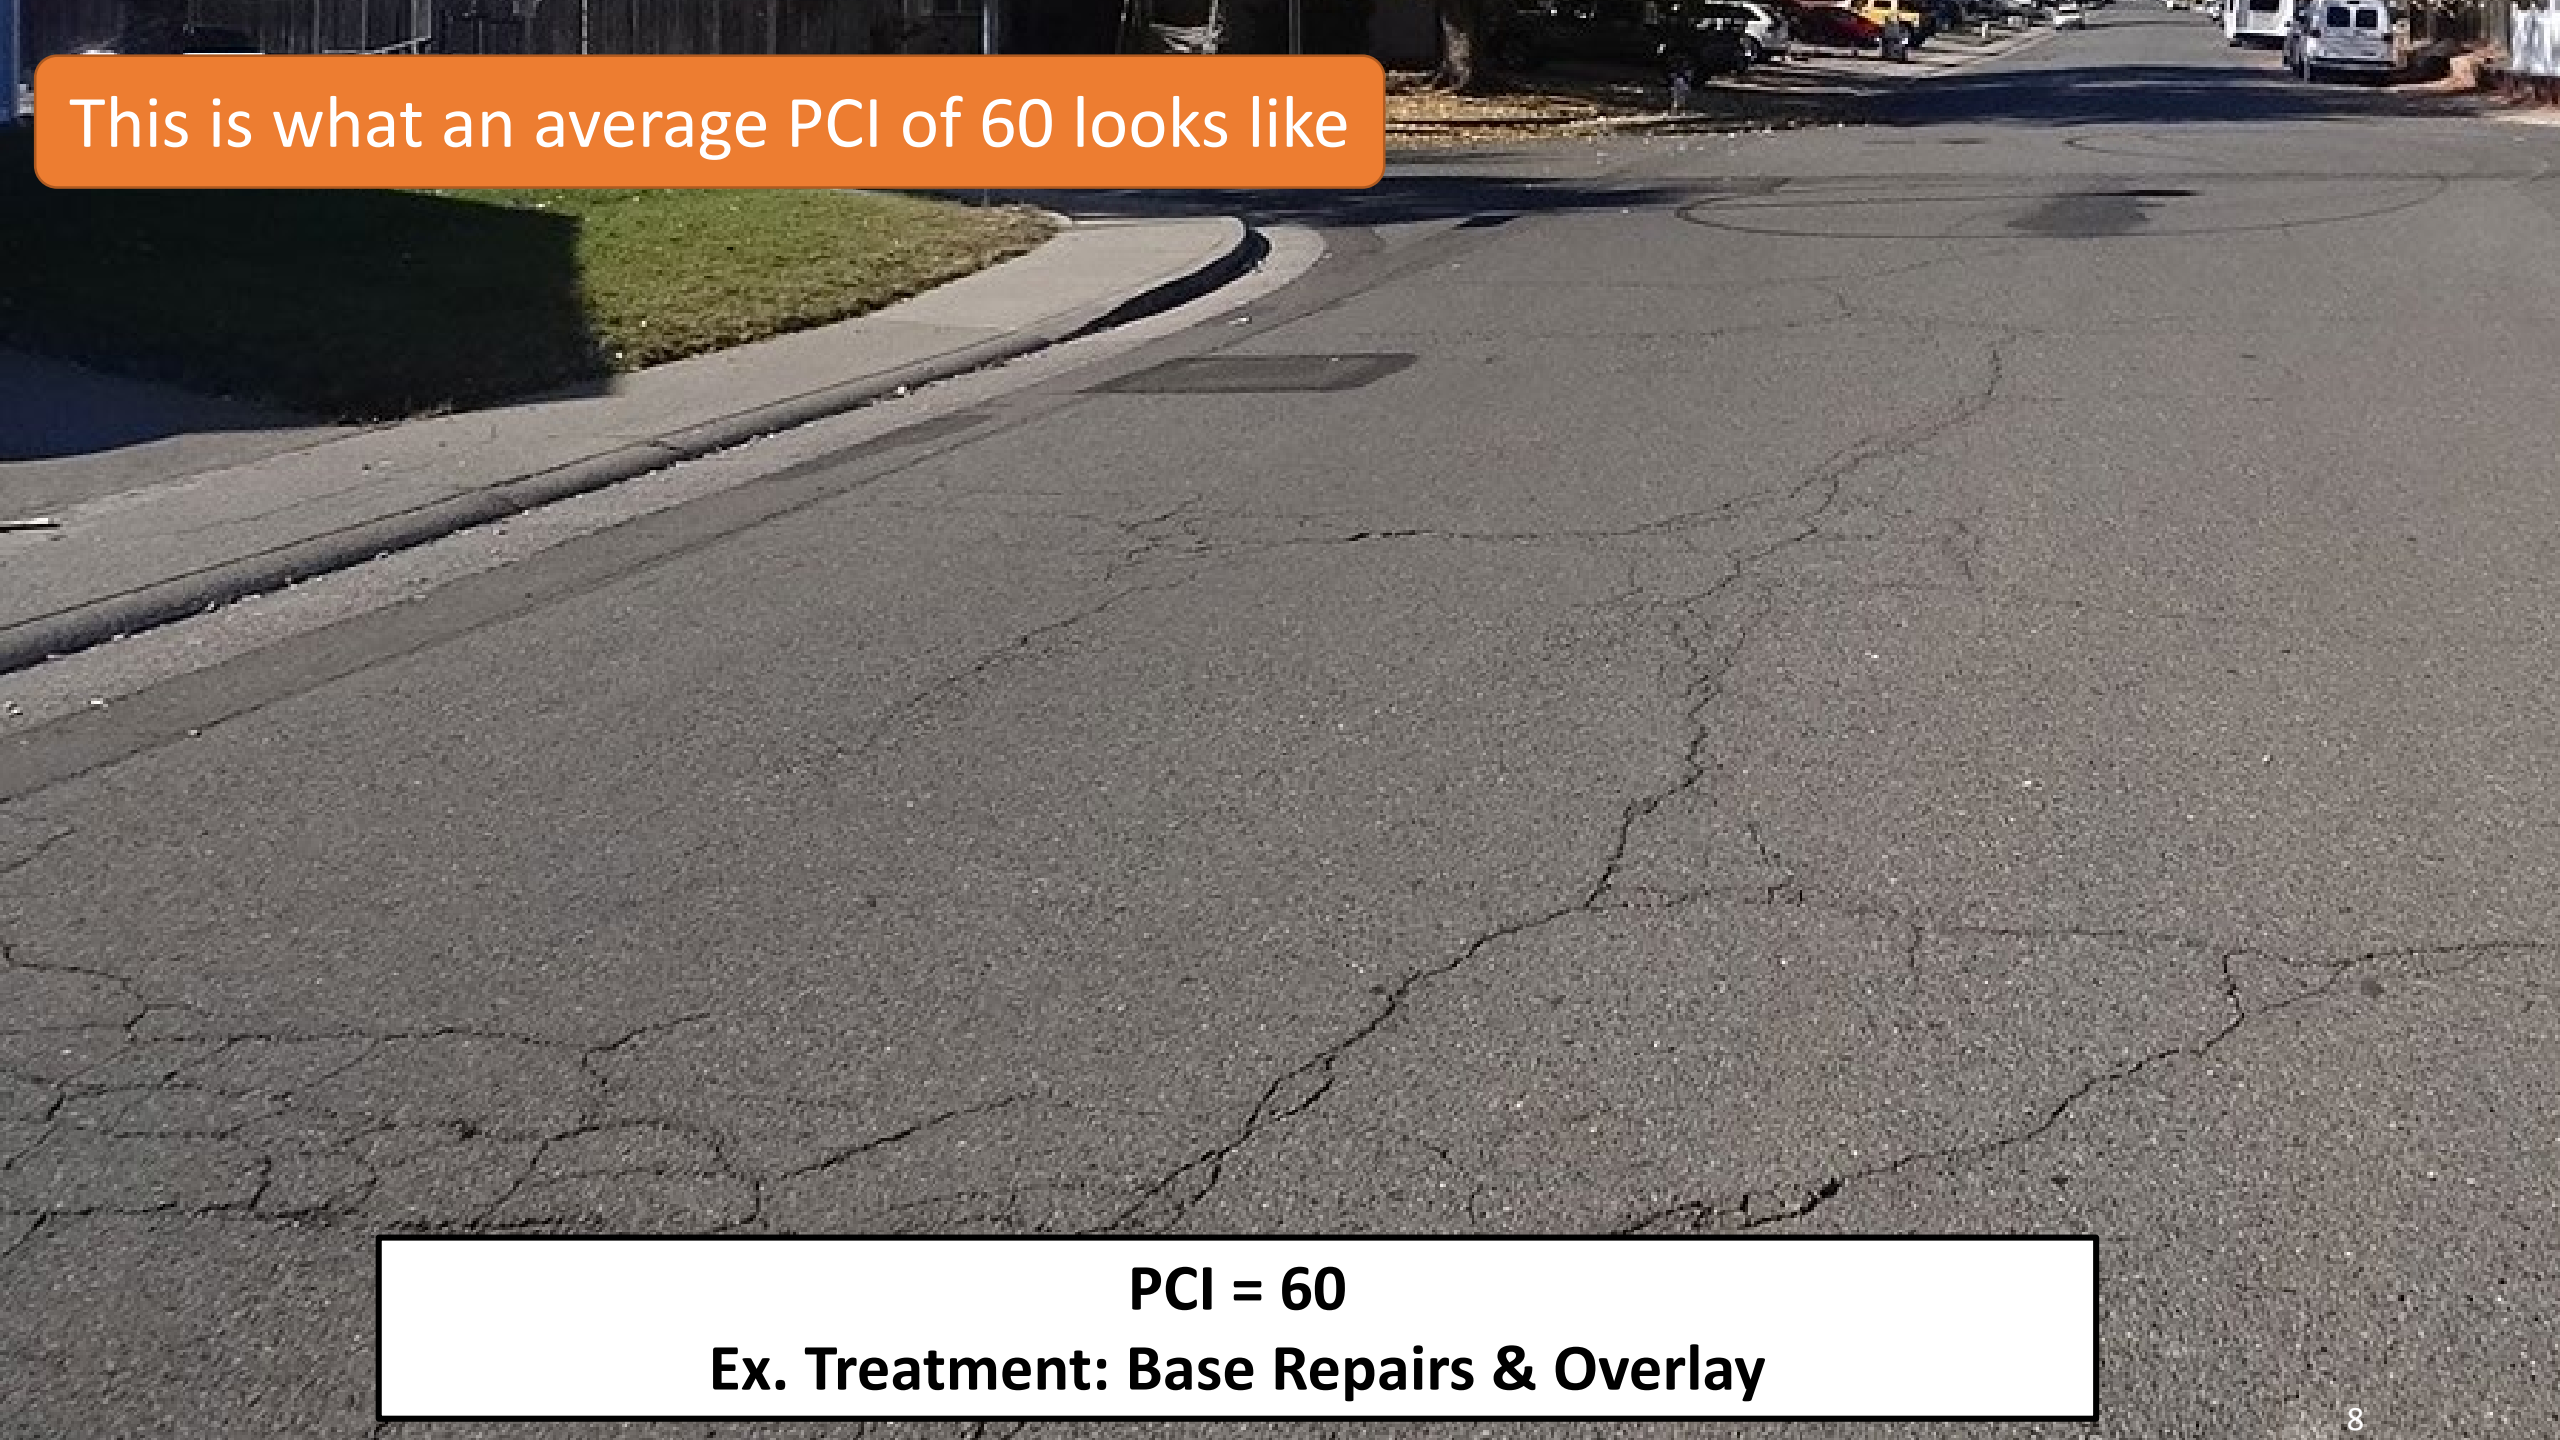 This is what an average PCI of 60 looks like
PCI = 60
Ex. Treatment: Base Repairs & Overlay
8